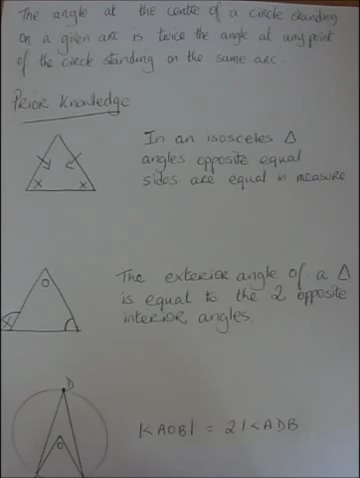 The angle at the centre of a circle standing
on a given arc is twice the angle at any point
of the circle standing on the same arc.
Prior Knowledge
In an isosceles Δ
angles opposite equal
sides are equal in measure
x x
The exterior angle of a Δ
is equal to the 2 opposite
interior angles.
x
D
|<AOB| = 2|<ADB